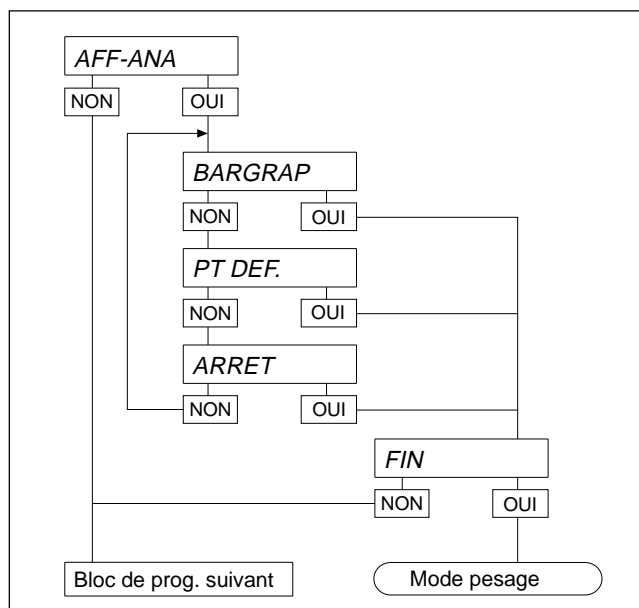 AFF-ANA
NON OUI
BARGRAP
NON OUI
PT DEF.
NON OUI
ARRET
NON OUI
FIN
NON OUI
Bloc de prog. suivant
Mode pesage